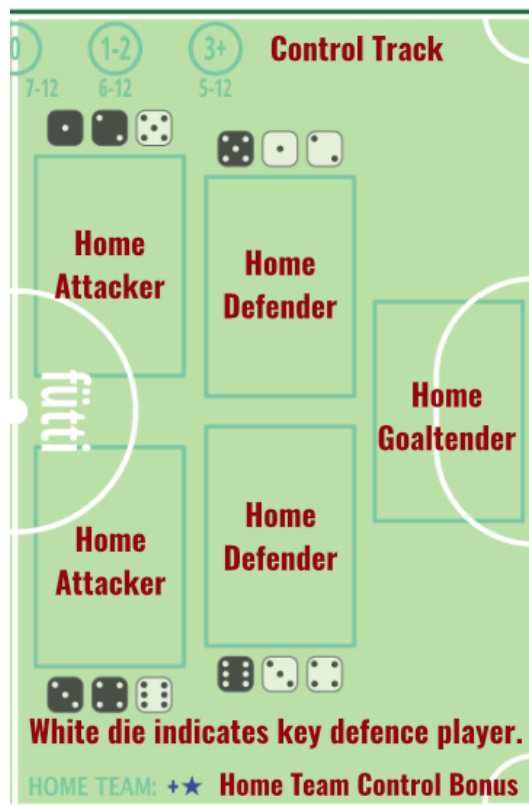 0 1-2 3+ Control Track
7-12 6-12 5-12
Home
Attacker
Home
Defender
fütti
Home
Goaltender
Home
Attacker
Home
Defender
White die indicates key defence player.
HOME TEAM: +★ Home Team Control Bonus